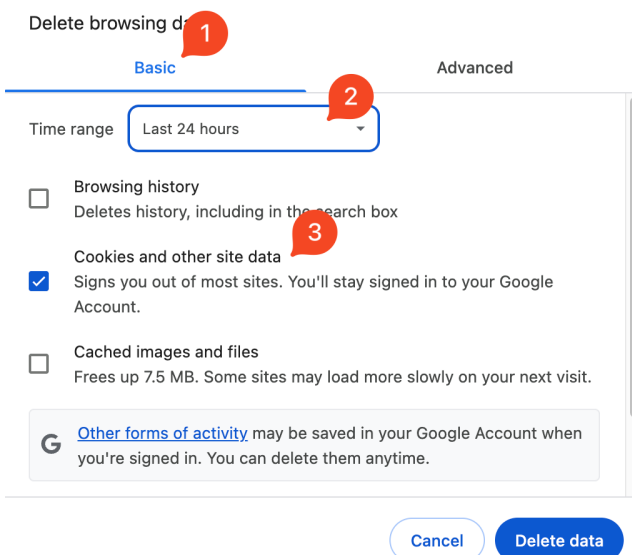 Delete browsing d
1
Basic
Advanced
2
Time range
Last 24 hours
Browsing history
Deletes history, including in the search box
3
Cookies and other site data
Signs you out of most sites. You'll stay signed in to your Google
Account.
Cached images and files
Frees up 7.5 MB. Some sites may load more slowly on your next visit.
G
Other forms of activity may be saved in your Google Account when
you're signed in. You can delete them anytime.
Cancel
Delete data